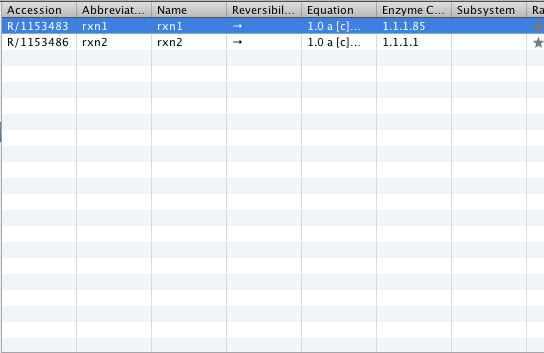 Accession Abbreviat... Name Reversibil... Equation Enzyme C... Subsystem Ra
R/1153483 rxn1 rxn1 → 1.0 a [c]... 1.1.1.85 ★
R/1153486 rxn2 rxn2 → 1.0 a [c]... 1.1.1.1 ★